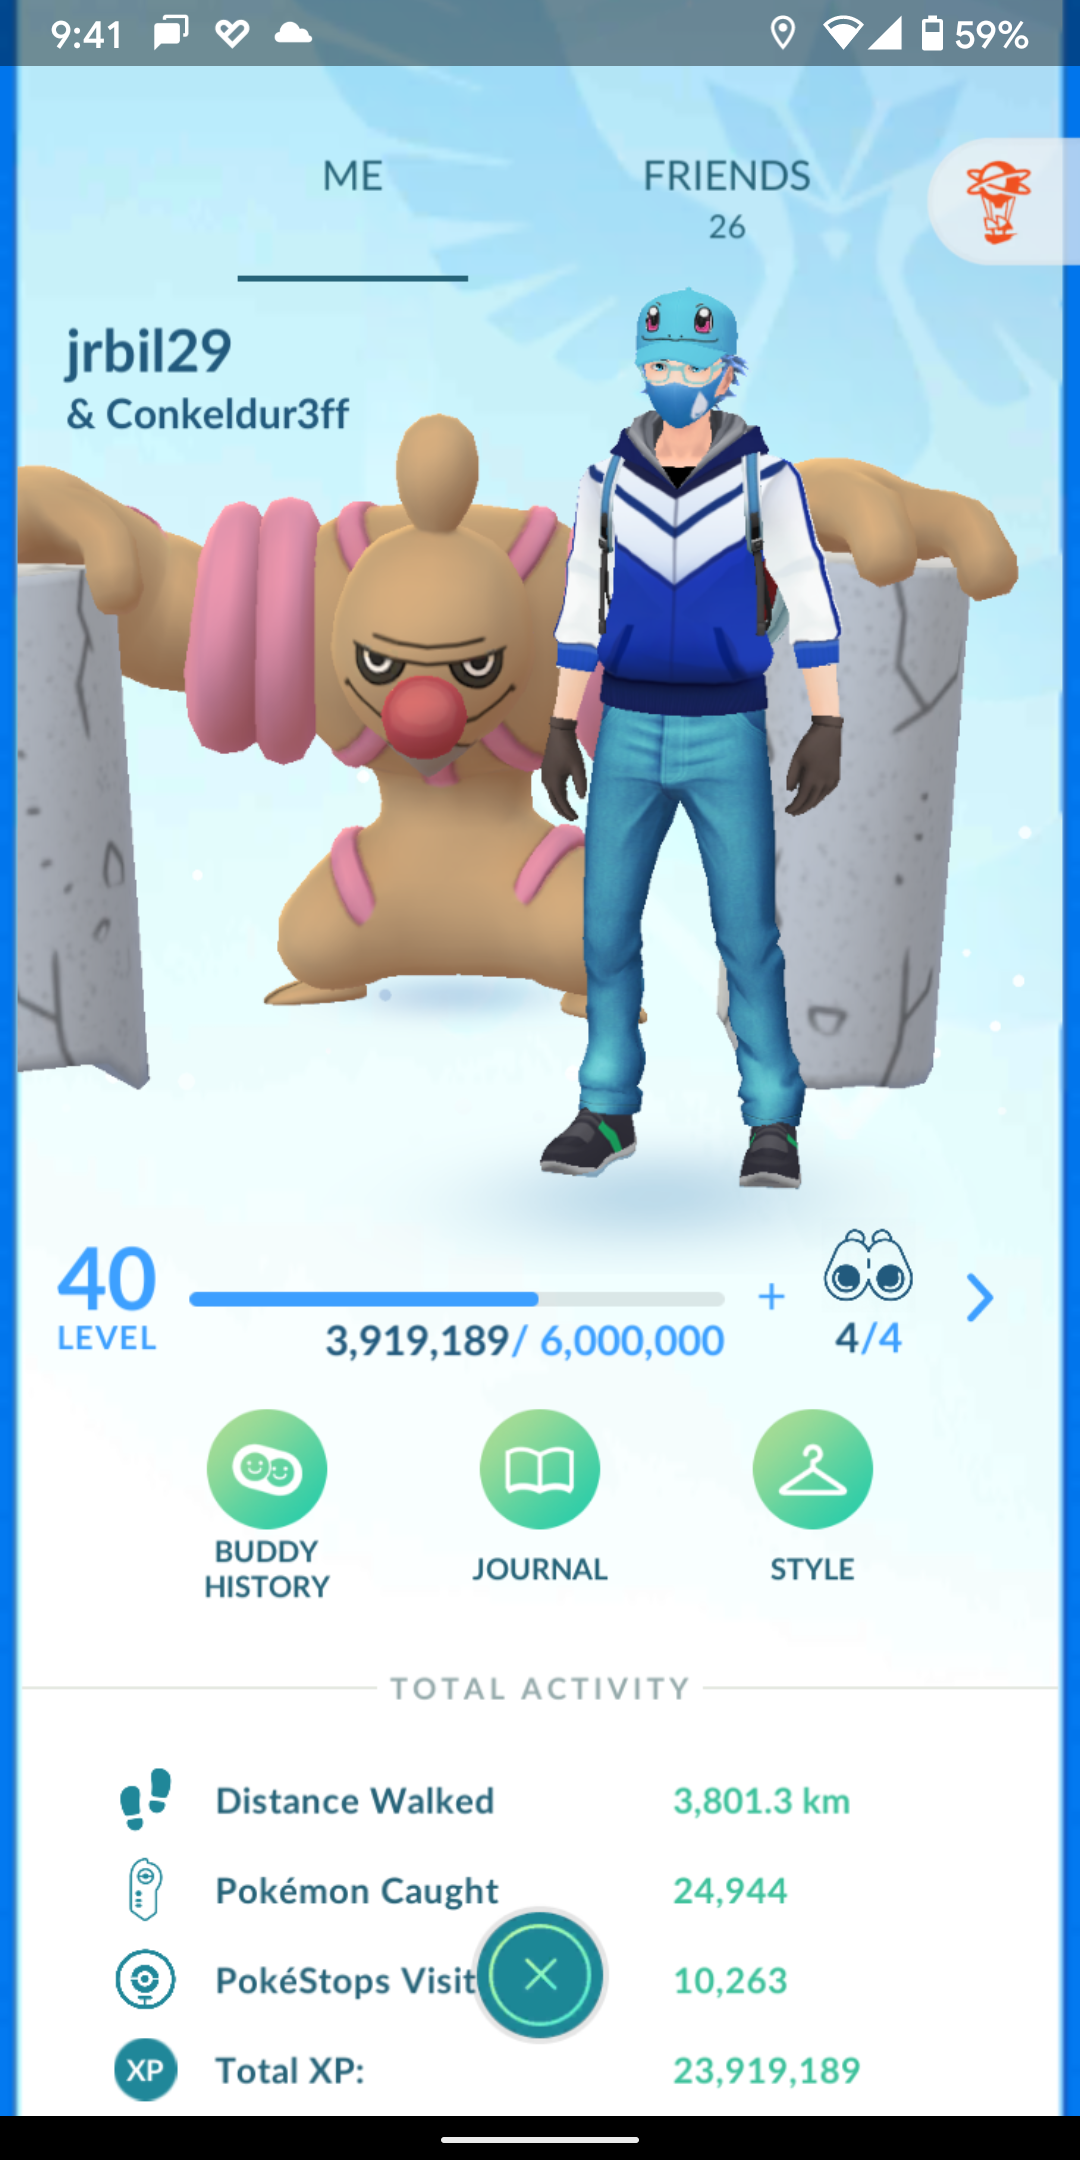 9:41
59%
ME
FRIENDS
26
jrbil29
& Conkeldur3ff
40
LEVEL
3,919,189/ 6,000,000
+
4/4
BUDDY
HISTORY
JOURNAL
STYLE
TOTAL ACTIVITY
Distance Walked 3,801.3 km
Pokémon Caught 24,944
PokéStops Visit 10,263
XP Total XP: 23,919,189